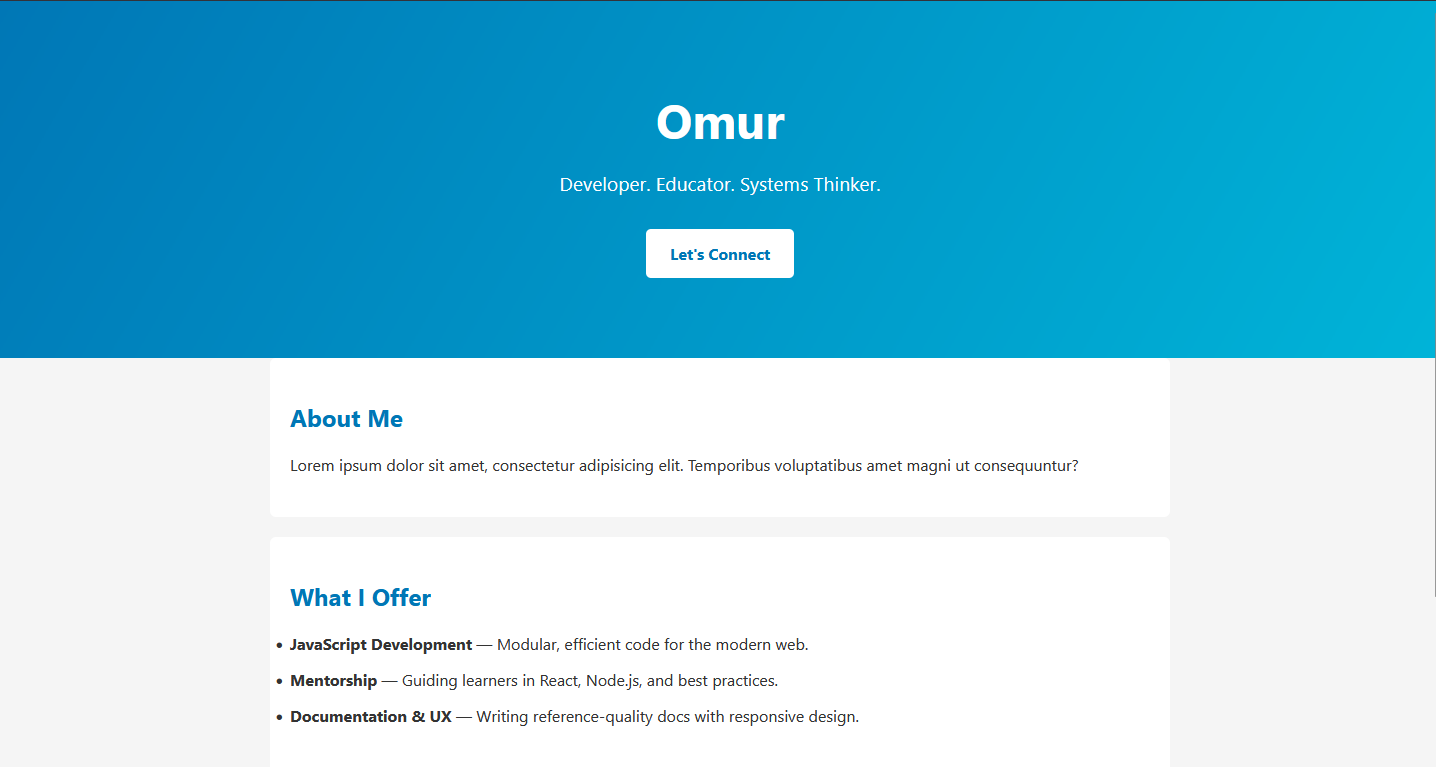 Omur
Developer. Educator. Systems Thinker.
Let's Connect
About Me
Lorem ipsum dolor sit amet, consectetur adipisicing elit. Temporibus voluptatibus amet magni ut consequuntur?
What I Offer
• JavaScript Development — Modular, efficient code for the modern web.
• Mentorship — Guiding learners in React, Node.js, and best practices.
• Documentation & UX — Writing reference-quality docs with responsive design.